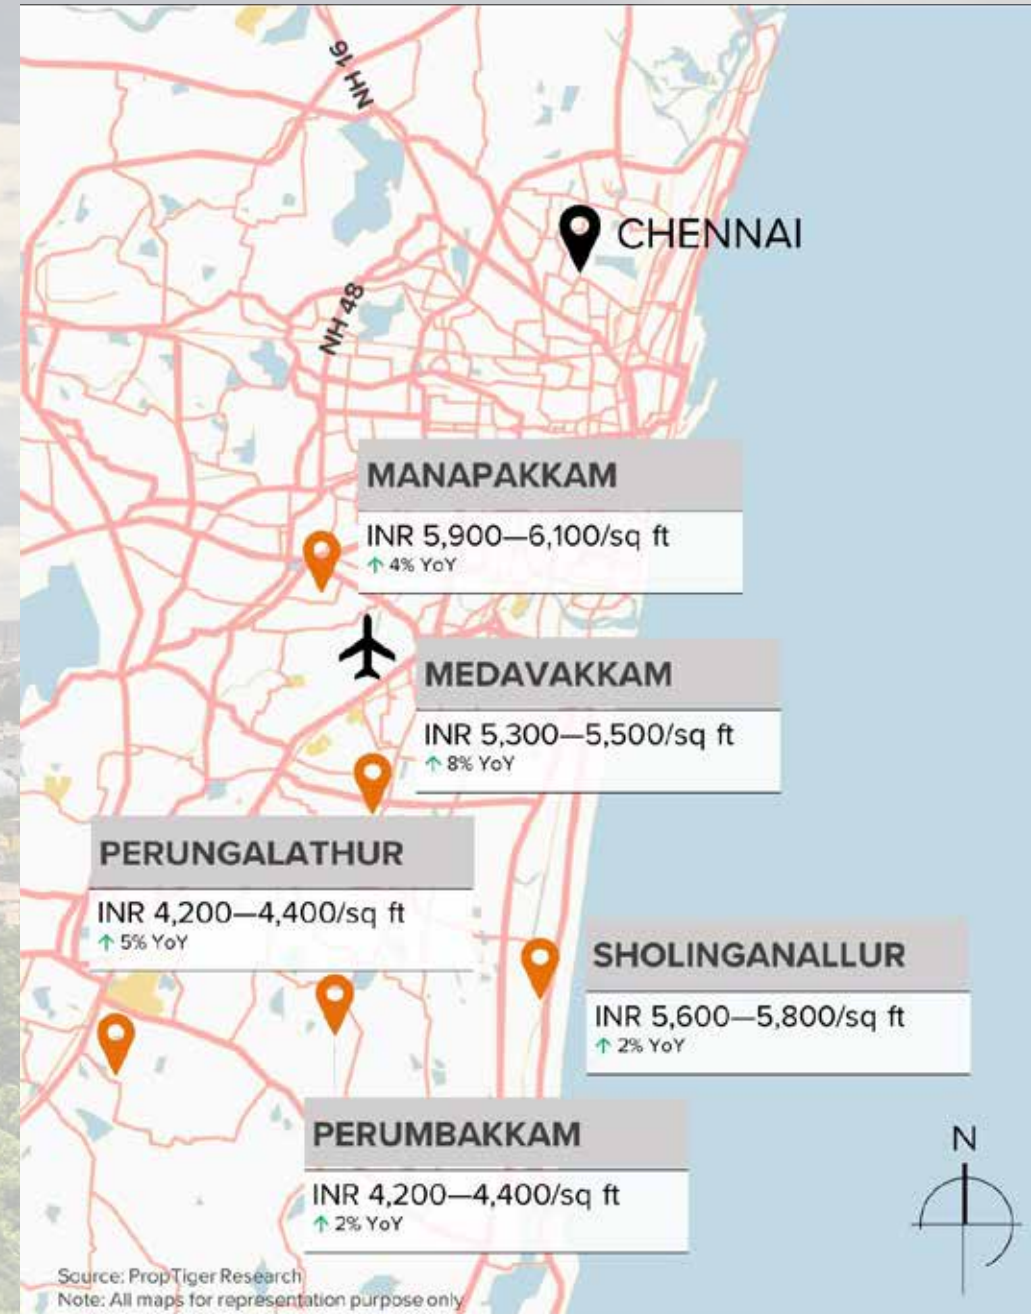 NH 16
CHENNAI
NH 48
MANAPAKKAM
INR 5,900—6,100/sq ft
↑ 4% YoY
MEDAVAKKAM
INR 5,300—5,500/sq ft
↑ 8% YoY
PERUNGALATHUR
INR 4,200—4,400/sq ft
↑ 5% YoY
SHOLINGANALLUR
INR 5,600—5,800/sq ft
↑ 2% YoY
PERUMBAKKAM
INR 4,200—4,400/sq ft
↑ 2% YoY
N
Source: PropTiger Research
Note: All maps for representation purpose only